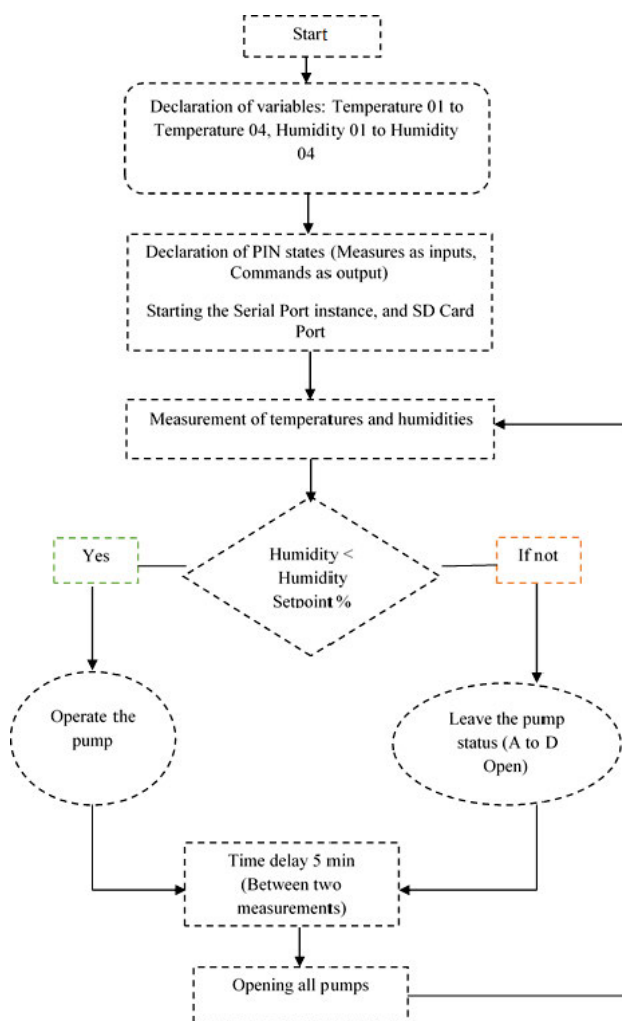 Start
Declaration of variables: Temperature 01 to
Temperature 04, Humidity 01 to Humidity
04
Declaration of PIN states (Measures as inputs,
Commands as output)
Starting the Serial Port instance, and SD Card
Port
Measurement of temperatures and humidities
Humidity <
Humidity
Setpoint %
Yes
If not
Operate the
pump
Leave the pump
status (A to D
Open)
Time delay 5 min
(Between two
measurements)
Opening all pumps